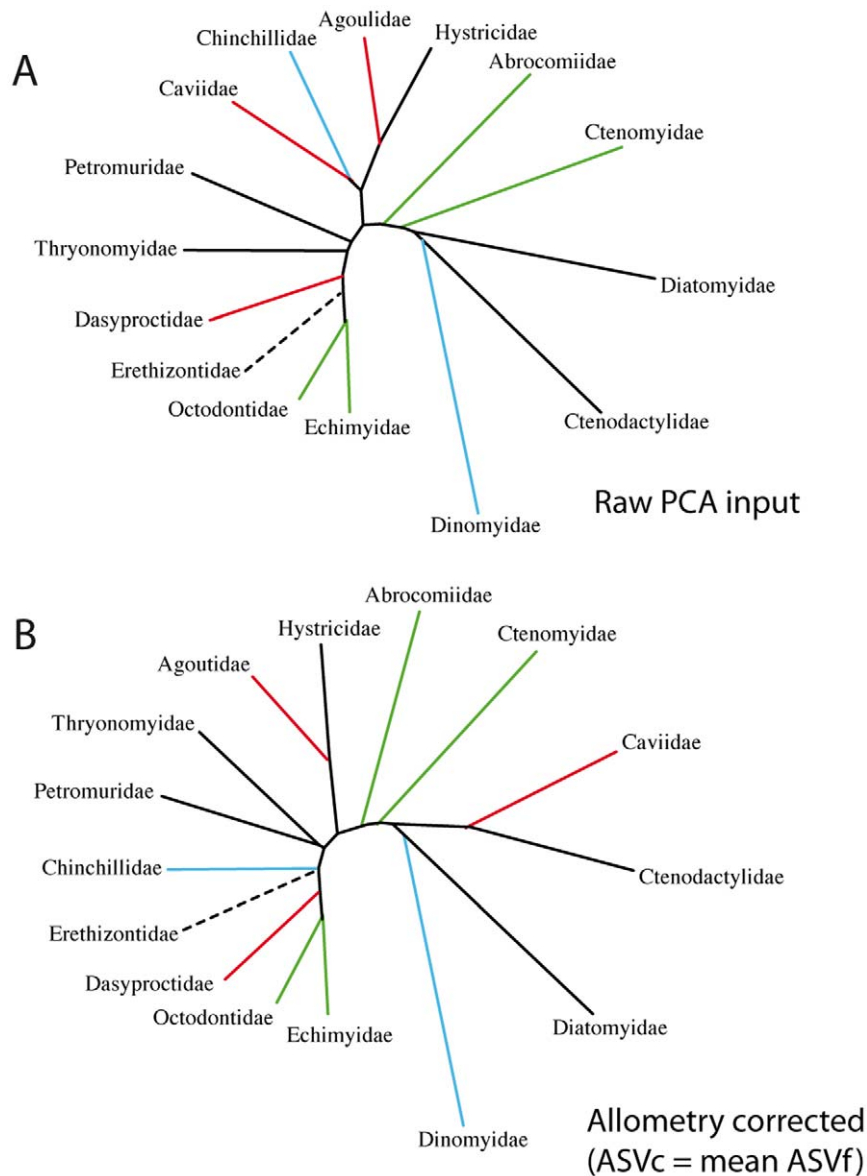 A
Agoulidae
Chinchillidae
Hystricidae
Abrocomiidae
Caviidae
Ctenomyidae
Petromuridae
Thryonomyidae
Diatomyidae
Dasyproctidae
Erethizontidae
Octodontidae
Echimyidae
Ctenodactylidae
Dinomyidae
Raw PCA input
B
Abrocomiidae
Hystricidae
Ctenomyidae
Agoutidae
Thryonomyidae
Caviidae
Petromuridae
Chinchillidae
Ctenodactylidae
Erethizontidae
Dasyproctidae
Octodontidae
Echimyidae
Diatomyidae
Dinomyidae
Allometry corrected
(ASVc = mean ASVf)